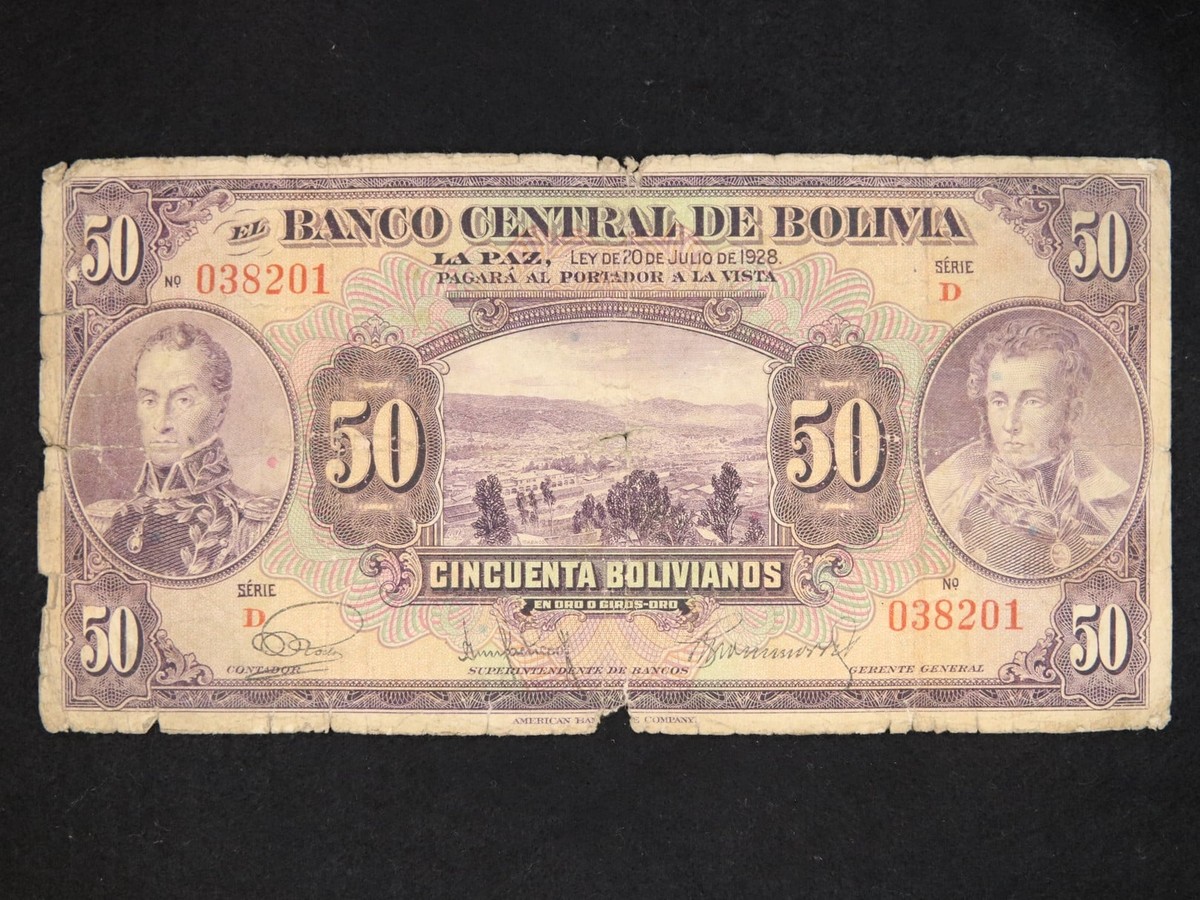 50 EL BANCO CENTRAL DE BOLIVIA 50
LA PAZ, LEY DE 20 DE JULIO DE 1928.
PAGARÁ AL PORTADOR A LA VISTA
Nº 038201
SÉRIE
D
50 50
CINCUENTA BOLIVIANOS
EN ORO O GIROS-ORO
SÉRIE
D
Nº
038201
50 50
CONTADOR SUPERINTENDENTE DE BANCOS GERENTE GENERAL
AMERICAN COMPANY